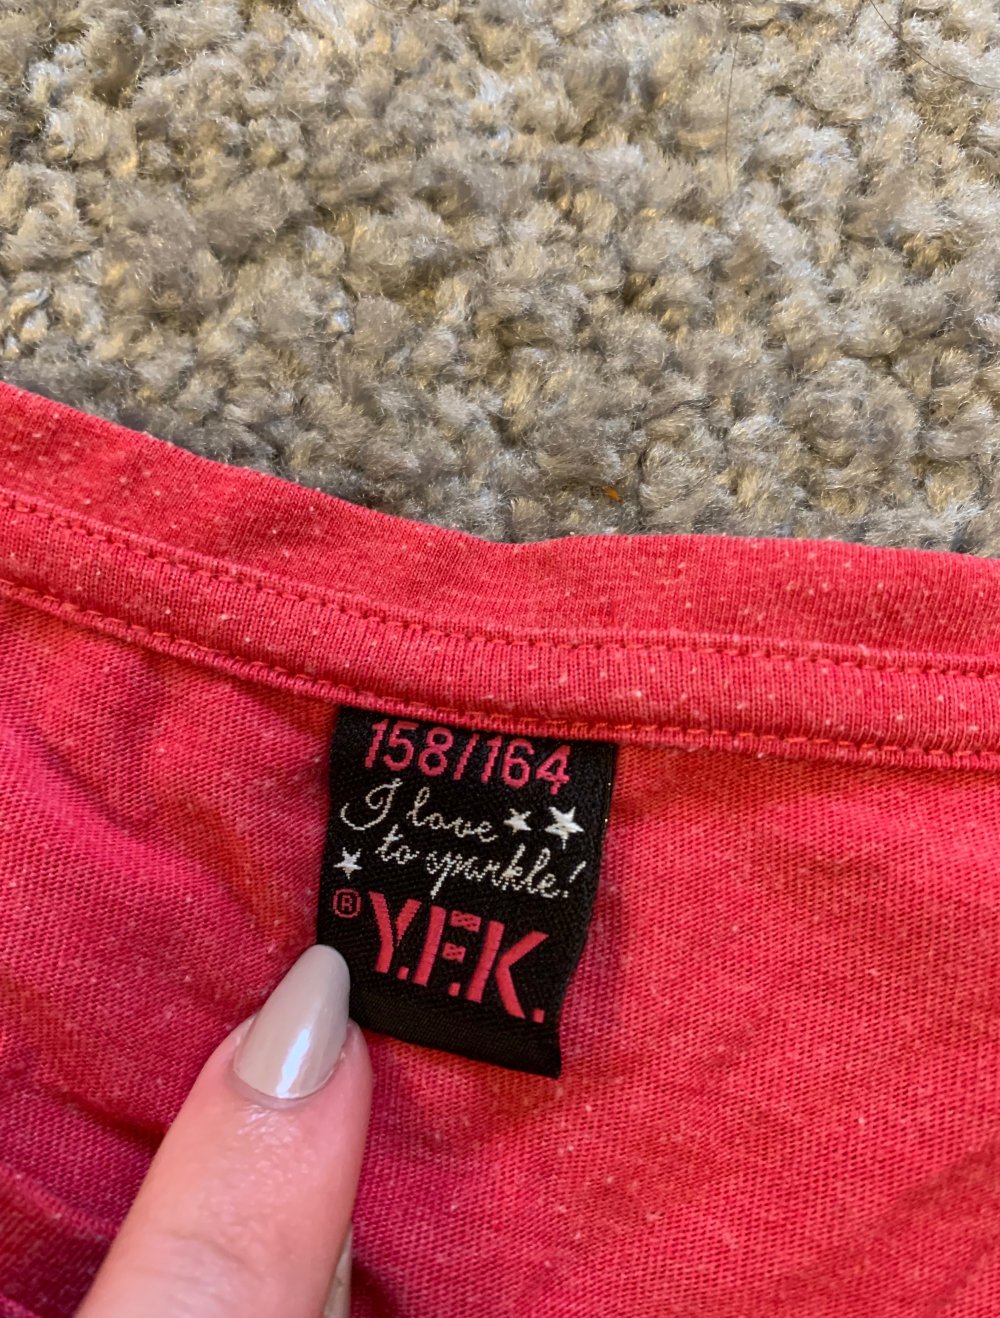 158/164
I love
to sparkle!
® Y.F.K.